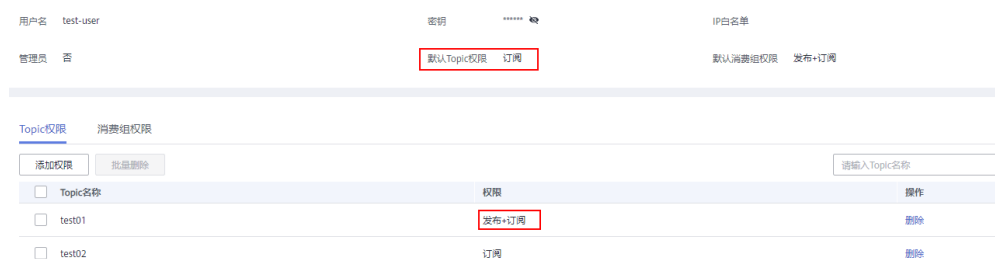 用户名 test-user 密钥 ****** IP白名单
管理员 否 默认Topic权限 订阅 默认消费组权限 发布+订阅
Topic权限 消费组权限
添加权限 批量删除 请输入Topic名称
Topic名称 权限 操作
test01 发布+订阅 删除
test02 订阅 删除